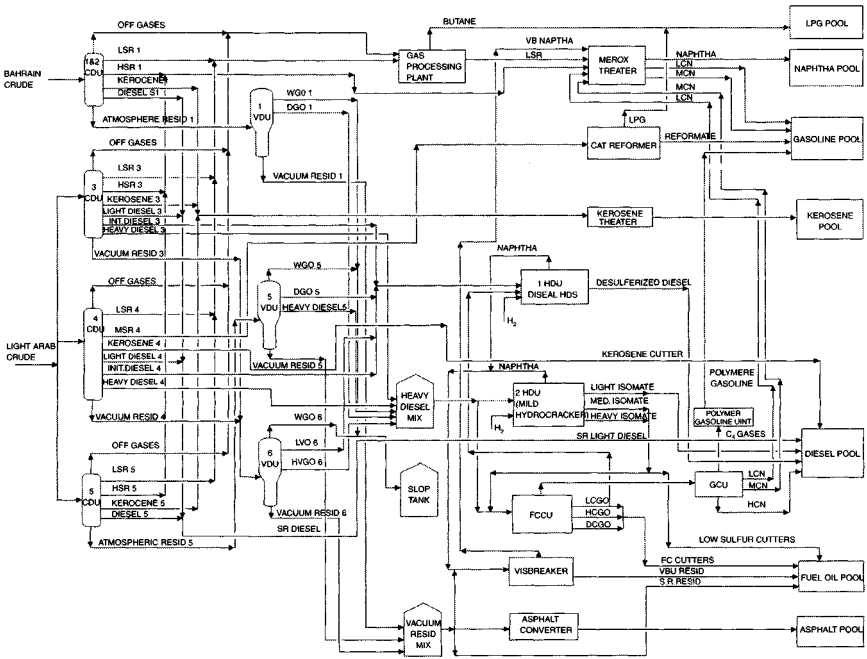 OFF GASES
BUTANE
LPG POOL
LSR 1
VB NAPTHA
1&2
CDU
HSR 1
GAS
PROCESSING
PLANT
LSR
MEROX
TREATER
NAPHTHA
NAPHTHA POOL
BAHRAIN
CRUDE
KEROCENE
LCN
DIESEL S1
MCN
WG0 1
MCN
1
VDU
DGO 1
LCN
ATMOSPHERE RESID 1
LPG
GASOLINE POOL
OFF GASES
CAT REFORMER
REFORMATE
LSR 3
VACUUM RESID 1
3
CDU
HSR 3
KEROSENE 3
LIGHT DIESEL 3
KEROSENE
THEATER
KEROSENE
POOL
INT.DIESEL 3
HEAVY DIESEL 3
NAPHTHA
VACUUM RESID 3
WGO 5
1 HDU
DISEAL HDS
DESULFERIZED DIESEL
OFF GASES
5
VDU
DGO 5
HEAVY DIESEL5
LSR 4
H2
4
CDU
MSR 4
LIGHT ARAB
CRUDE
KEROSENE 4
KEROSENE CUTTER
LIGHT DIESEL 4
VACUUM RESID 5
NAPHTHA
POLYMERE
GASOLINE
INIT.DIESEL 4
HEAVY DIESEL 4
HEAVY
DIESEL
MIX
2 HDU
(MILD
HYDROCRACKER)
LIGHT ISOMATE
MED. ISOMATE
HEAVY ISOMATE
POLYMER
GASOLINE UINT
VACUUM RESID 4
WGO 6
H2
C4 GASES
DIESEL POOL
OFF GASES
6
VDU
LVO 6
SR LIGHT DIESEL
HVGO 6
LSR 5
SLOP
TANK
GCU
LCN
MCN
5
CDU
HSR 5
KEROCENE 5
DIESEL 5
VACUUM RESID 6
FCCU
LCGO
HCGO
DCGO
HCN
SR DIESEL
ATMOSPHERIC RESID 5
LOW SULFUR CUTTERS
VISBREAKER
FC CUTTERS
VBU RESID
S.R.RESID
FUEL OIL POOL
VACUUM
RESID
MIX
ASPHALT
CONVERTER
ASPHALT POOL